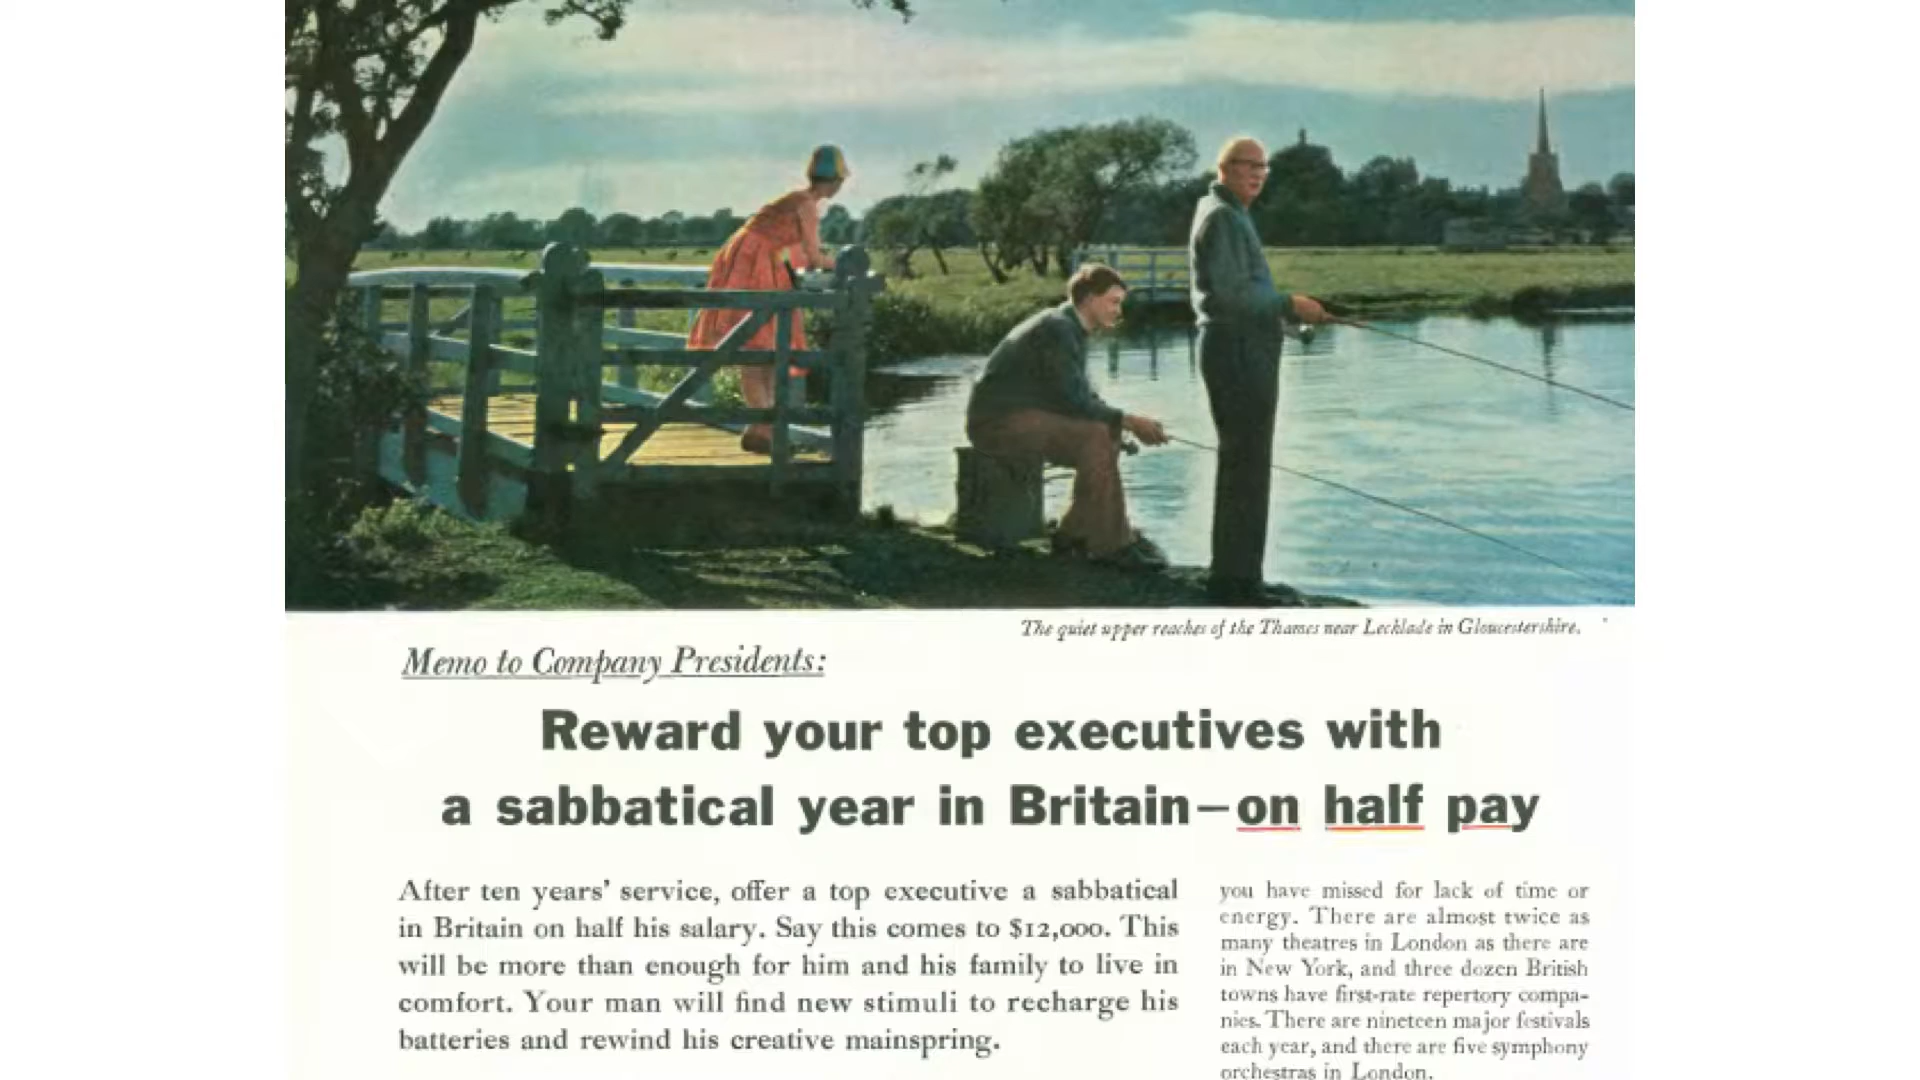 The quiet upper reaches of the Thames near Lechlade in Gloucestershire.
Memo to Company Presidents:
Reward your top executives with
a sabbatical year in Britain—on half pay
After ten years' service, offer a top executive a sabbatical
in Britain on half his salary. Say this comes to $12,000. This
will be more than enough for him and his family to live in
comfort. Your man will find new stimuli to recharge his
batteries and rewind his creative mainspring.
you have missed for lack of time or
energy. There are almost twice as
many theatres in London as there are
in New York, and three dozen British
towns have first-rate repertory compa-
nies. There are nineteen major festivals
each year, and there are five symphony
orchestras in London.